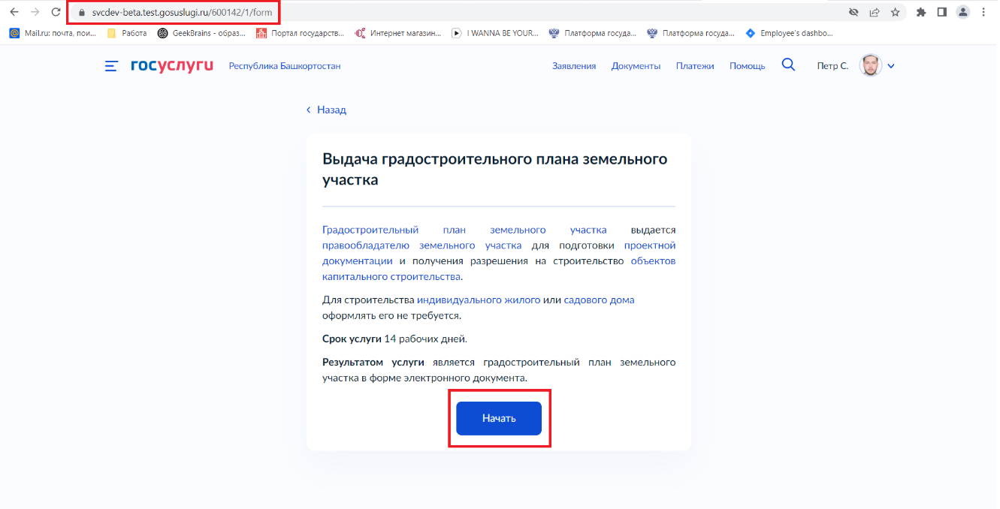 svcdev-beta.test.gosuslugi.ru/600142/1/form
Mail.ru: почта, пои... Работа GeekBrains - образ... Портал государств... Интернет магазин... I WANNA BE YOUR... Платформа госуда... Платформа госуда... Employee's dashbo...
госуслуги Республика Башкортостан Заявления Документы Платежи Помощь Петр С.
Назад
Выдача градостроительного плана земельного
участка
Градостроительный план земельного участка выдается
правообладателю земельного участка для подготовки проектной
документации и получения разрешения на строительство объектов
капитального строительства.
Для строительства индивидуального жилого или садового дома
оформлять его не требуется.
Срок услуги 14 рабочих дней.
Результатом услуги является градостроительный план земельного
участка в форме электронного документа.
Начать